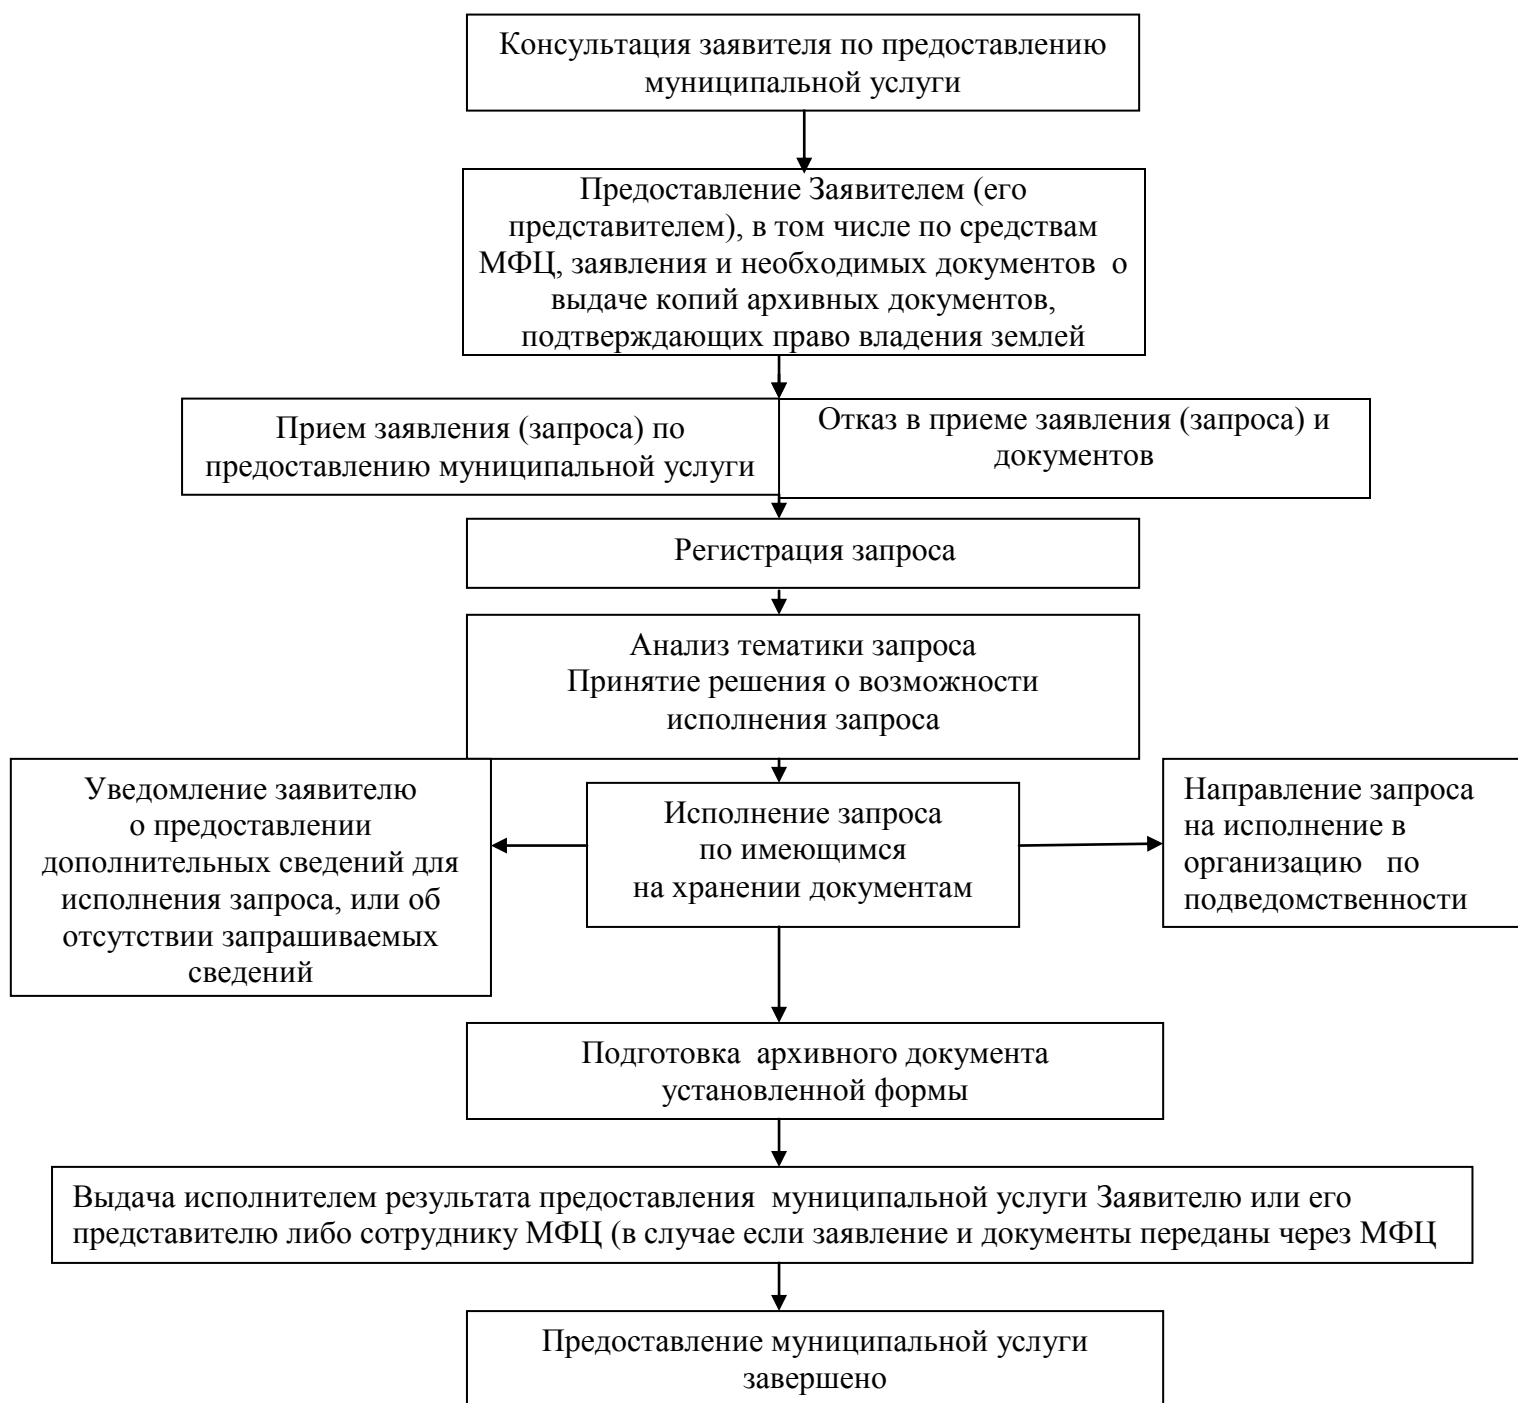 Консультация заявителя по предоставлению
муниципальной услуги
Предоставление Заявителем (его
представителем), в том числе по средствам
МФЦ, заявления и необходимых документов о
выдаче копий архивных документов,
подтверждающих право владения землей
Прием заявления (запроса) по
предоставлению муниципальной услуги
Отказ в приеме заявления (запроса) и
документов
Регистрация запроса
Анализ тематики запроса
Принятие решения о возможности
исполнения запроса
Уведомление заявителю
о предоставлении
дополнительных сведений для
исполнения запроса, или об
отсутствии запрашиваемых
сведений
Исполнение запроса
по имеющимся
на хранении документам
Направление запроса
на исполнение в
организацию по
подведомственности
Подготовка архивного документа
установленной формы
Выдача исполнителем результата предоставления муниципальной услуги Заявителю или его
представителю либо сотруднику МФЦ (в случае если заявление и документы переданы через МФЦ
Предоставление муниципальной услуги
завершено